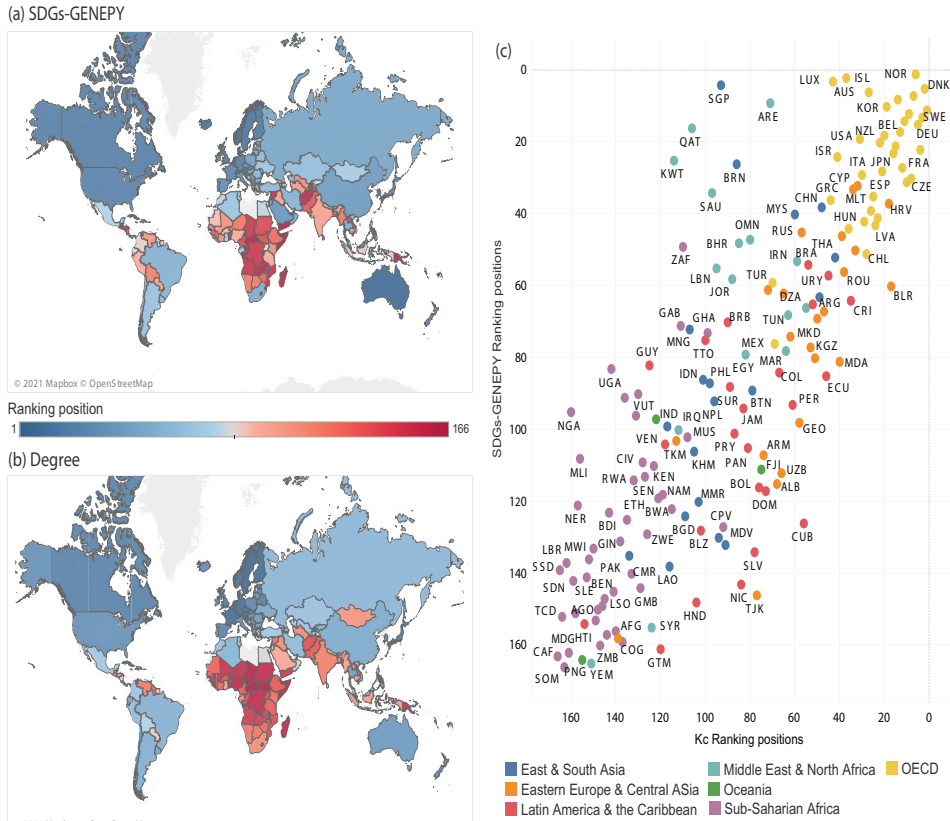 (a) SDGs-GENEPY
© 2021 Mapbox © OpenStreetMap
Ranking position
1
166
(b) Degree
(c)
SDGs-GENEPY Ranking positions
0
20
40
60
80
100
120
140
160
LUX ISL NOR
AUS DNK
SGP
KOR
ARE
NZL BEL SWE
USA DEU
QAT
ISR
ITA JPN FRA
KWT
BRN
CYP
GRC ESP CZE
SAU
CHN MLT
MYS HRV
HUN
OMN
RUS THA LVA
BHR
ZAF
IRN BRA CHL
LBN
TUR URY ROU
JOR
DZA ARG BLR
CRI
GAB GHA BRB TUN
MKD
MNG
TTO MEX KGZ
GUY EGY MAR MDA
IDN PHL COL
UGA ECU
SUR BTN
VUT PER
NGA IND IRQ NPL JAM
GEO
VEN MUS
PRY ARM
TKM
MLI CIV KHM PAN FJI UZB
RWA KEN
BOL ALB
SEN NAM MMR
DOM
NER ETH BWA
CPV
BDI BGD MDV CUB
GIN ZWE BLZ
LBR MWI
SLV
SSD PAK CMR LAO
SDN SLE BEN
NIC TJK
GMB
LSO
TCD AGO HND
AFG SYR
MDG HTI
CAF ZMB COG GTM
SOM PNG YEM
160
140
120
100
80
60
40
20
0
Kc Ranking positions
East & South Asia
Middle East & North Africa
OECD
Eastern Europe & Central ASia
Oceania
Latin America & the Caribbean
Sub-Saharian Africa